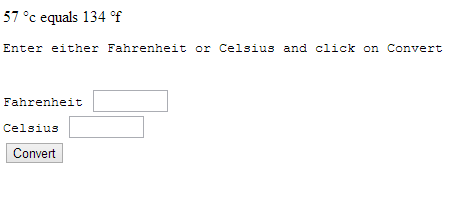 57 °c equals 134 °f
Enter either Fahrenheit or Celsius and click on Convert
Fahrenheit
Celsius
Convert